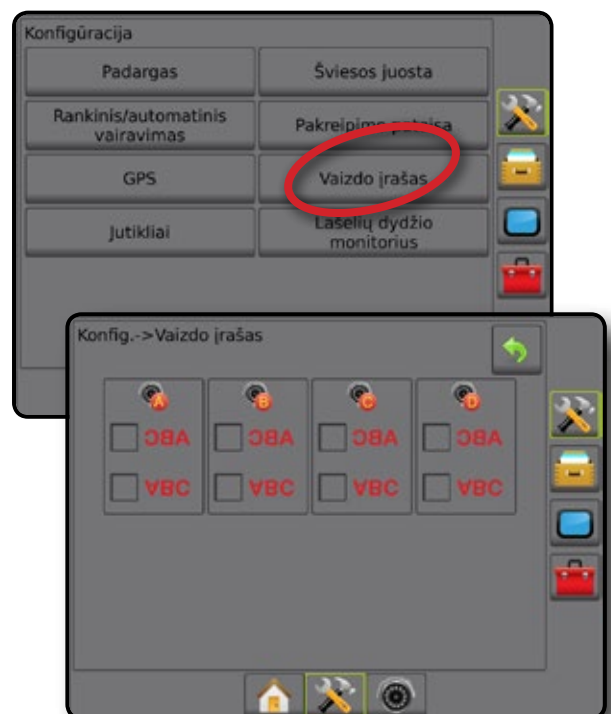 Konfigūracija
Padargas
Šviesos juosta
Rankinis/automatinis
vairavimas
Pakreipimo pataisa
GPS
Vaizdo įrašas
Jutikliai
Lašelių dydžio
monitorius
Konfig.->Vaizdo įrašas
A B C D
ABC ABC ABC ABC
ABC ABC ABC ABC